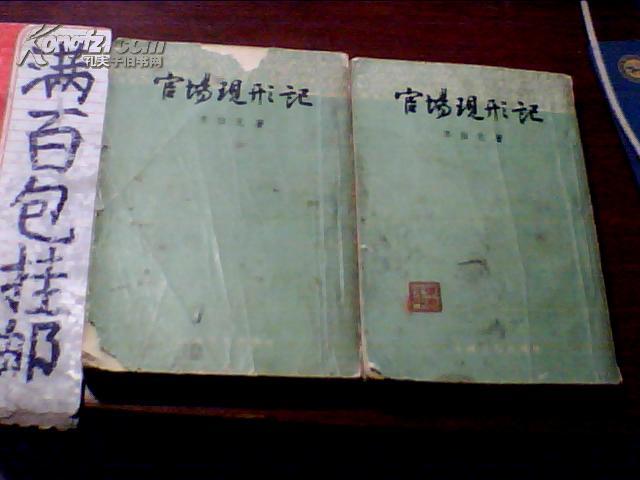 Kongfz.com
孔夫子旧书网
满百包挂邮
官場現形記
李伯元 著
官場現形記
李伯元 著